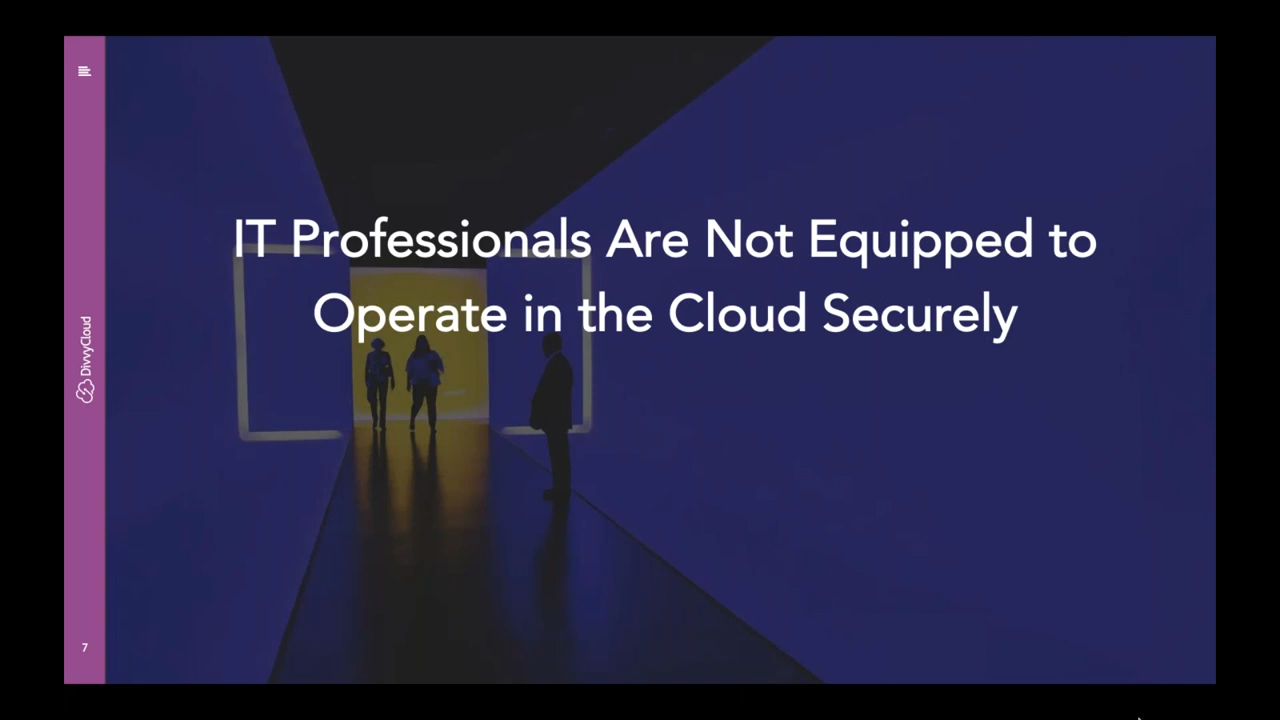 IT Professionals Are Not Equipped to
Operate in the Cloud Securely
DivvyCloud
7